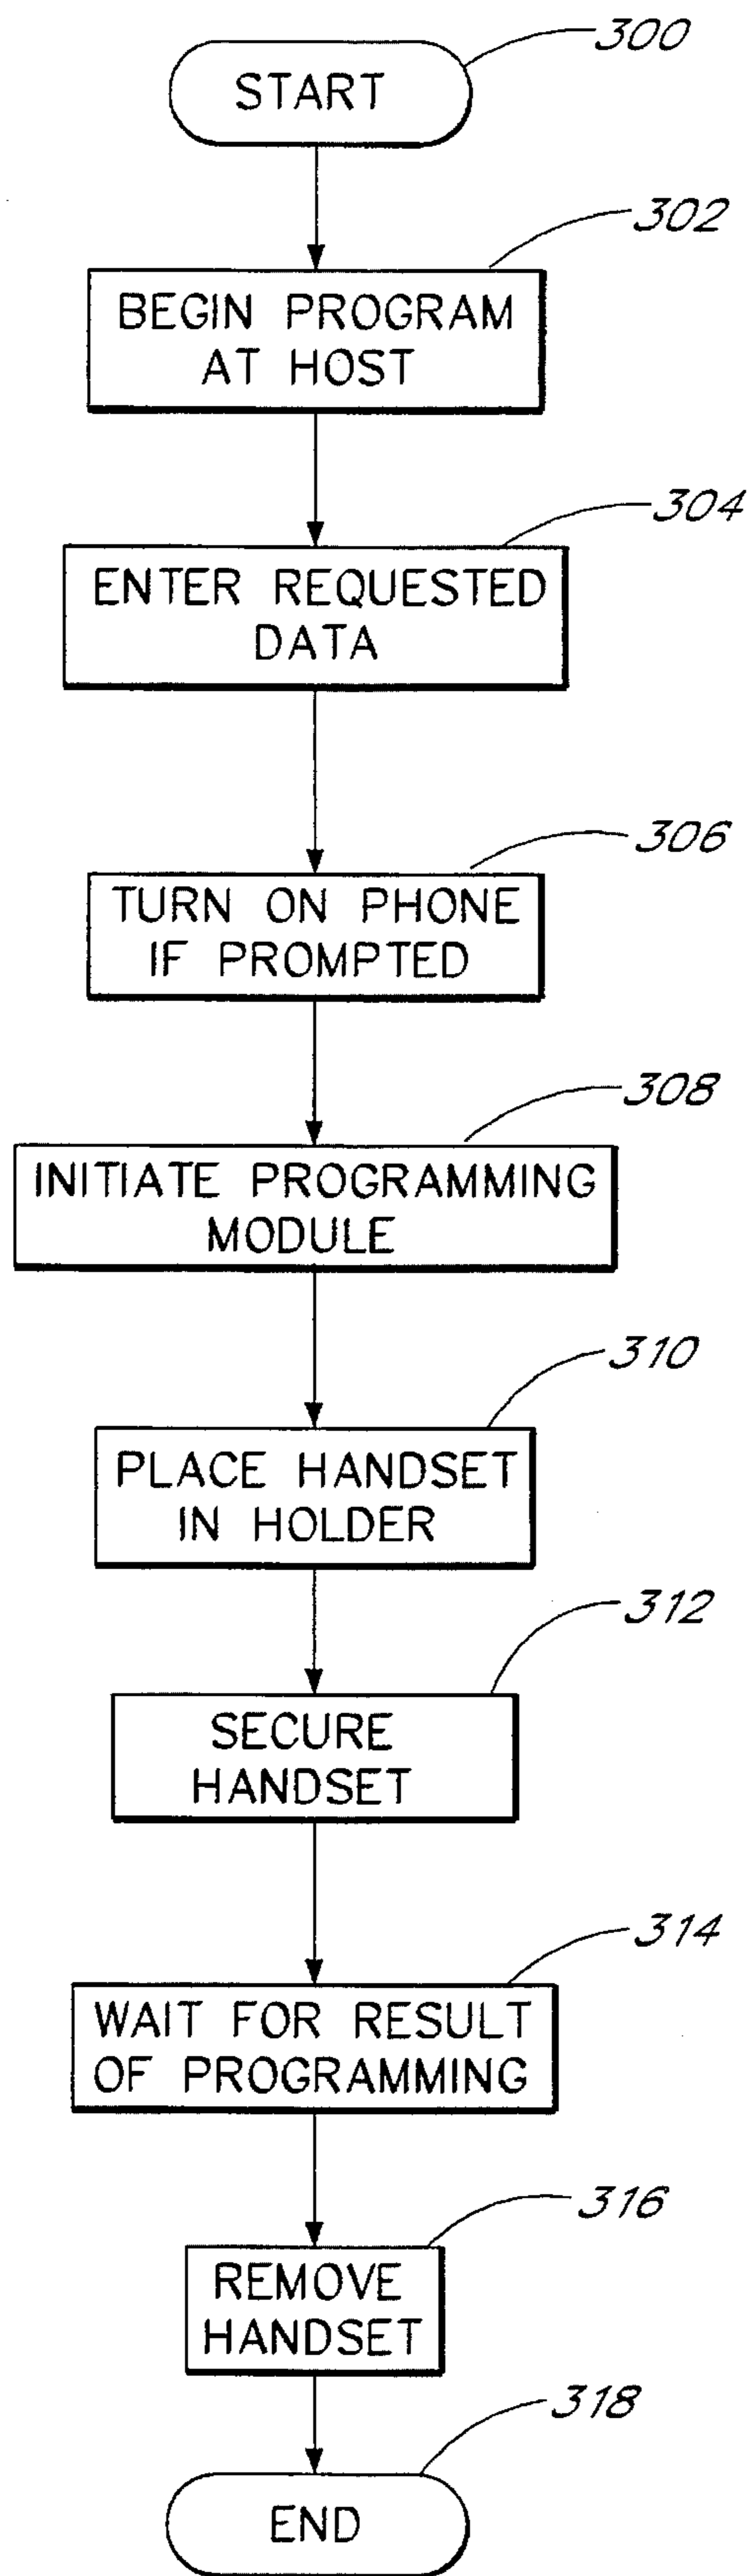 300
START
302
BEGIN PROGRAM
AT HOST
304
ENTER REQUESTED
DATA
306
TURN ON PHONE
IF PROMPTED
308
INITIATE PROGRAMMING
MODULE
310
PLACE HANDSET
IN HOLDER
312
SECURE
HANDSET
314
WAIT FOR RESULT
OF PROGRAMMING
316
REMOVE
HANDSET
318
END